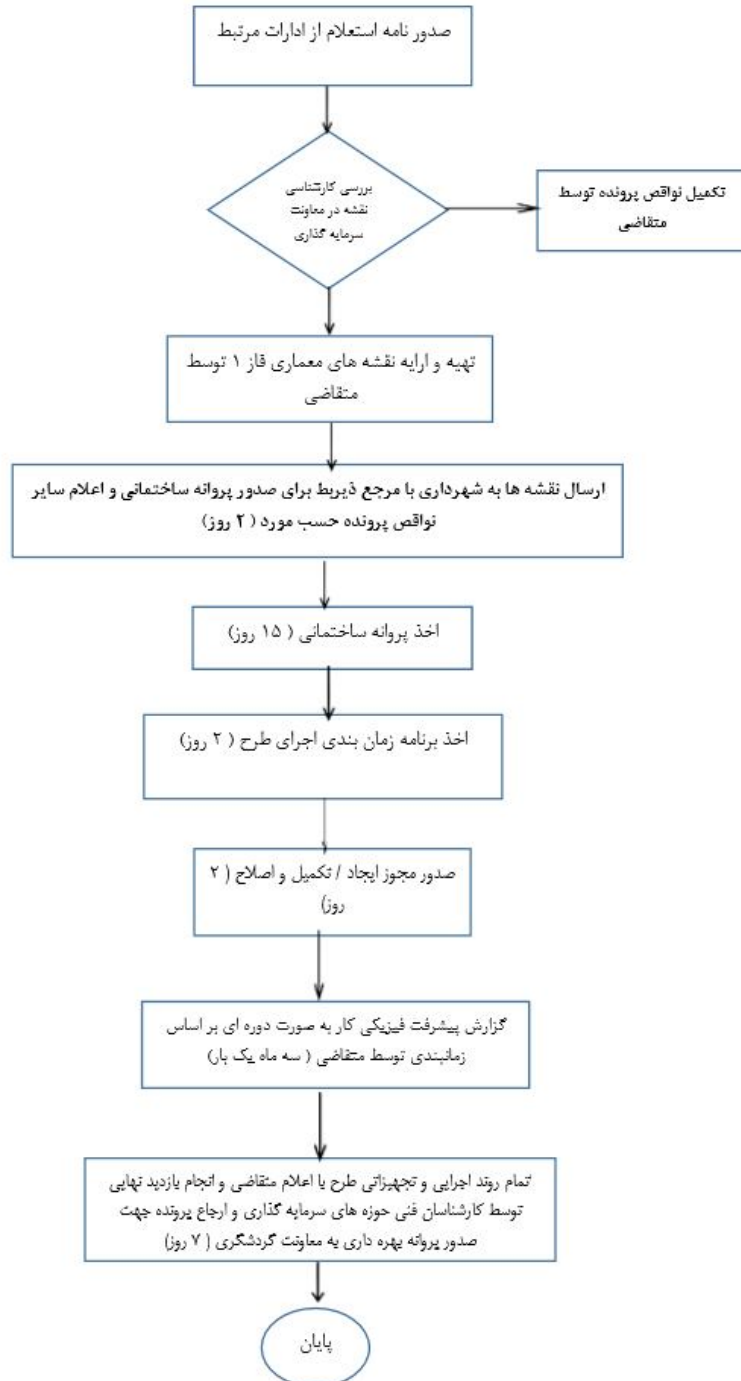 صدور نامه استعلام از ادارات مرتبط
بررسی کارشناسی
نقشه در معاونت
سرمایه گذاری
تکمیل نواقص پرونده توسط
متقاضی
تهیه و ارایه نقشه های معماری فاز ۱ توسط
متقاضی
ارسال نقشه ها به شهرداری با مرجع ذیربط برای صدور پروانه ساختمانی و اعلام سایر
نواقص پرونده حسب مورد ( ۲ روز)
اخذ پروانه ساختمانی ( ۱۵ روز)
اخذ برنامه زمان بندی اجرای طرح ( ۲ روز)
صدور مجوز ایجاد / تکمیل و اصلاح ( ۲
روز)
گزارش پیشرفت فیزیکی کار به صورت دوره ای بر اساس
زمانبندی توسط متقاضی ( سه ماه یک بار)
تمام روند اجرایی و تجهیزاتی طرح با اعلام متقاضی و انجام بازدید نهایی
توسط کارشناسان فنی حوزه های سرمایه گذاری و ارجاع پرونده جهت
صدور پروانه بهره داری به معاونت گردشگری ( ۷ روز)
پایان